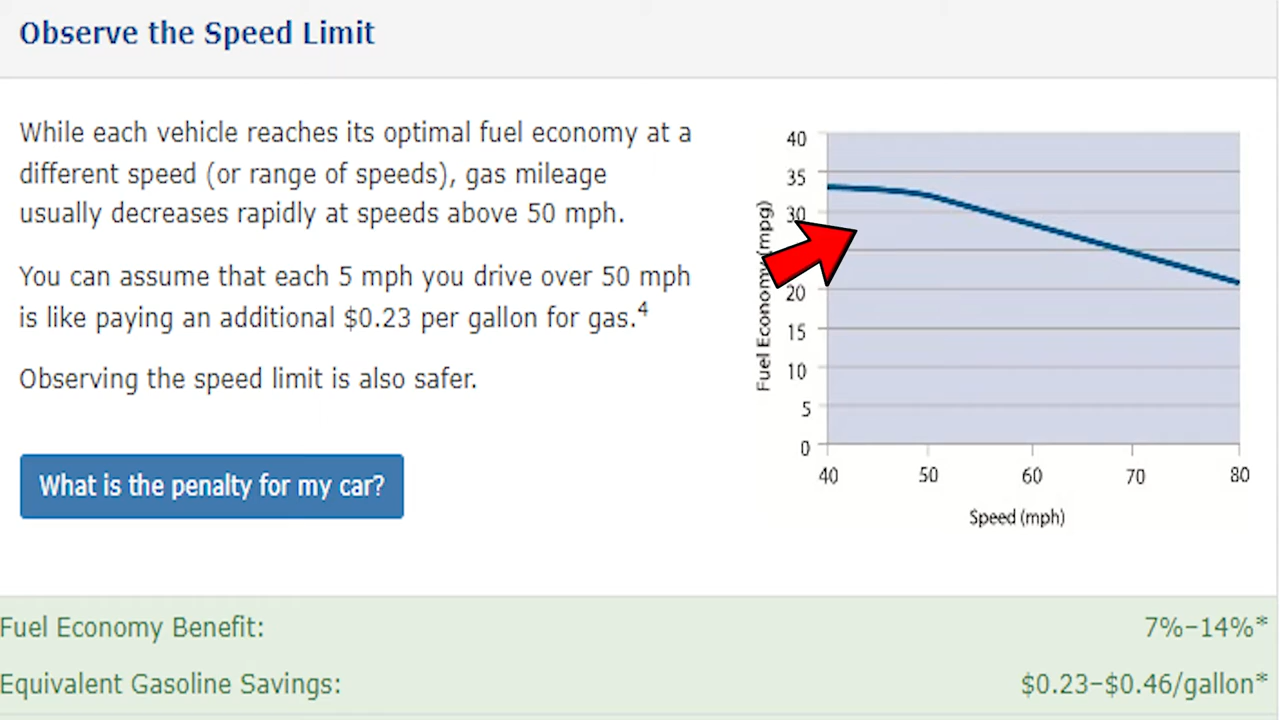 Observe the Speed Limit
While each vehicle reaches its optimal fuel economy at a
different speed (or range of speeds), gas mileage
usually decreases rapidly at speeds above 50 mph.
You can assume that each 5 mph you drive over 50 mph
is like paying an additional $0.23 per gallon for gas.⁴
Observing the speed limit is also safer.
What is the penalty for my car?
Fuel Economy (mpg)
40
35
30
20
15
10
5
0
40 50 60 70 80
Speed (mph)
Fuel Economy Benefit: 7%–14%*
Equivalent Gasoline Savings: $0.23–$0.46/gallon*